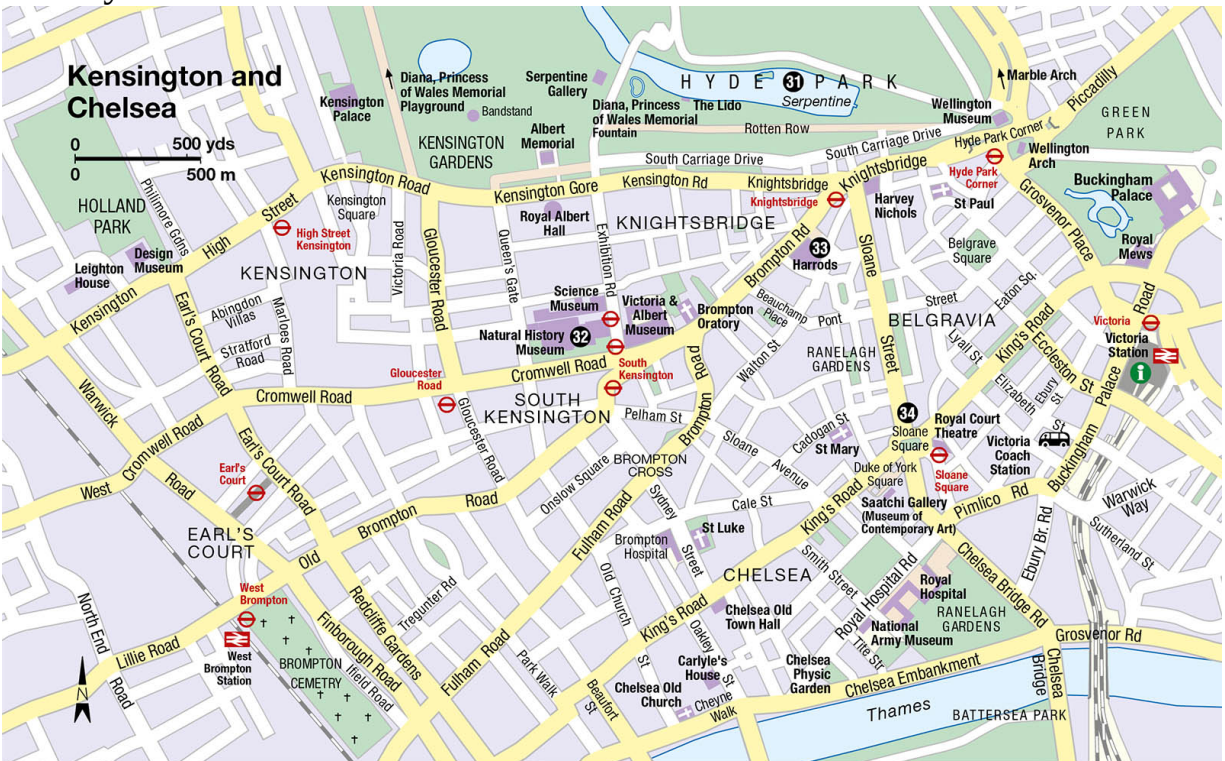 Kensington and
Chelsea
0
500 yds
0
500 m
HYDE
31
PARK
Serpentine
The Lido
Marble Arch
Piccadilly
GREEN
PARK
Diana, Princess
of Wales Memorial
Playground
Serpentine
Gallery
Bandstand
Kensington
Palace
Diana, Princess
of Wales Memorial
Fountain
Albert
Memorial
KENSINGTON
GARDENS
Rotten Row
South Carriage Drive
South Carriage Drive
Wellington
Museum
Hyde Park Corner
Wellington
Arch
Hyde Park
Corner
Kensington Road
Kensington Gore
Kensington Rd
Knightsbridge
Knightsbridge
Knightsbridge
Harvey
Nichols
St Paul
Grosvenor Place
Buckingham
Palace
Royal
Mews
HOLLAND
PARK
Phillimore Gdns
Design
Museum
Leighton
House
Kensington
High
Street
High Street
Kensington
Kensington
Square
Victoria Road
KENSINGTON
Gloucester Road
Queen's Gate
Exhibition Rd
Royal Albert
Hall
KNIGHTSBRIDGE
Brompton Rd
33
Harrods
Sloane
Street
Belgrave
Square
BELGRAVIA
Street
Eaton Sq.
Lyall St
King's Road
Eccleston St
Elizabeth
St
Ebury
St
Victoria
Victoria
Station
Palace
Road
Buckingham
Abingdon
Villas
Stratford
Road
Marloes Road
Earl's Court Road
Science
Museum
Natural History
Museum
32
Victoria &
Albert
Museum
Brompton
Oratory
Beauchamp
Place
Pont
Walton St
RANELAGH
GARDENS
Gloucester
Road
Cromwell Road
Cromwell Road
South
Kensington
SOUTH
KENSINGTON
Pelham St
Brompton
Road
Gloucester Road
Warwick
Road
West Cromwell Road
Earl's Court Road
Earl's
Court
EARL'S
COURT
Old
Brompton
Road
Onslow Square
BROMPTON
CROSS
Sloane
Avenue
Cadogan St
St Mary
34
Sloane
Square
Royal Court
Theatre
Sloane
Square
Duke of York
Square
Saatchi Gallery
(Museum of
Contemporary Art)
Victoria
Coach
Station
Pimlico Rd
Warwick
Way
Sutherland St
Ebury Br. Rd
Chelsea Bridge Rd
Fulham Road
Sydney
Street
Cale St
St Luke
Brompton
Hospital
King's Road
CHELSEA
Smith Street
Royal Hospital Rd
Royal
Hospital
RANELAGH
GARDENS
National
Army Museum
Tite St
Grosvenor Rd
West
Brompton
Lillie Road
North End
Road
West
Brompton
Station
BROMPTON
CEMETRY
Finborough Road
Ifield Road
Redcliffe Gardens
Tregunter Rd
Fulham Road
Park Walk
Beaufort
St
Old Church
St
King's Road
Oakley
St
Chelsea Old
Town Hall
Carlyle's
House
Chelsea Old
Church
Cheyne
Walk
Chelsea
Physic
Garden
Chelsea Embankment
Chelsea
Bridge
Thames
BATTERSEA PARK
N